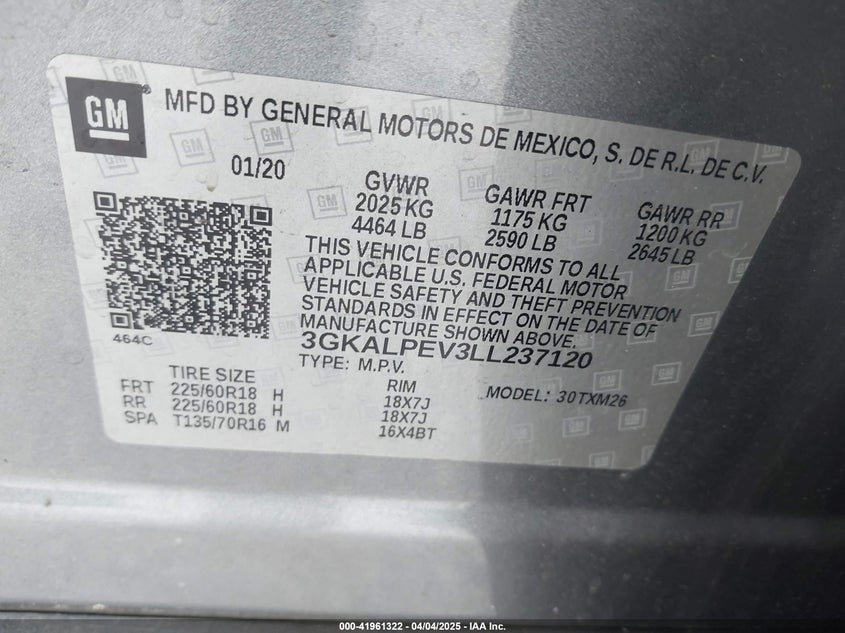 GM
MFD BY GENERAL MOTORS DE MEXICO, S. DE R.L. DE C.V.
01/20
GVWR
2025 KG
4464 LB
GAWR FRT
1175 KG
2590 LB
GAWR RR
1200 KG
2645 LB
THIS VEHICLE CONFORMS TO ALL
APPLICABLE U.S. FEDERAL MOTOR
VEHICLE SAFETY AND THEFT PREVENTION
STANDARDS IN EFFECT ON THE DATE OF
MANUFACTURE SHOWN ABOVE.
3GKALPEV3LL237120
TYPE: M.P.V.
464C
TIRE SIZE
RIM
MODEL: 30TXM26
FRT 225/60R18 H 18X7J
RR 225/60R18 H 18X7J
SPA T135/70R16 M 16X4BT
000-41961322 - 04/04/2025 - IAA Inc.